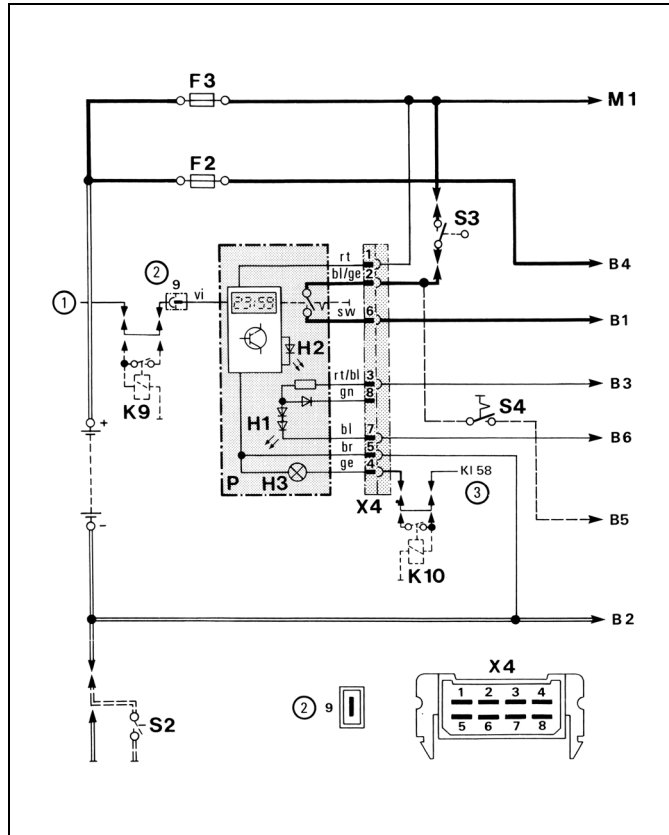 F3
M1
F2
S3
B4
2
9
vi
rt
1
bl/ge
2
1
23:59
sw
6
B1
H2
K9
rt/bl
3
B3
gn
8
S4
H1
bl
7
B6
br
5
ge
4
Kl 58
P
H3
X4
3
B5
K10
B2
X4
1 2 3 4
2 9
5 6 7 8
S2
+
-